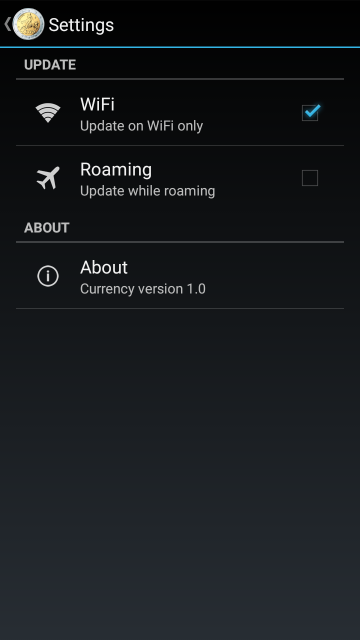 Settings
UPDATE
WiFi
Update on WiFi only
Roaming
Update while roaming
ABOUT
About
Currency version 1.0